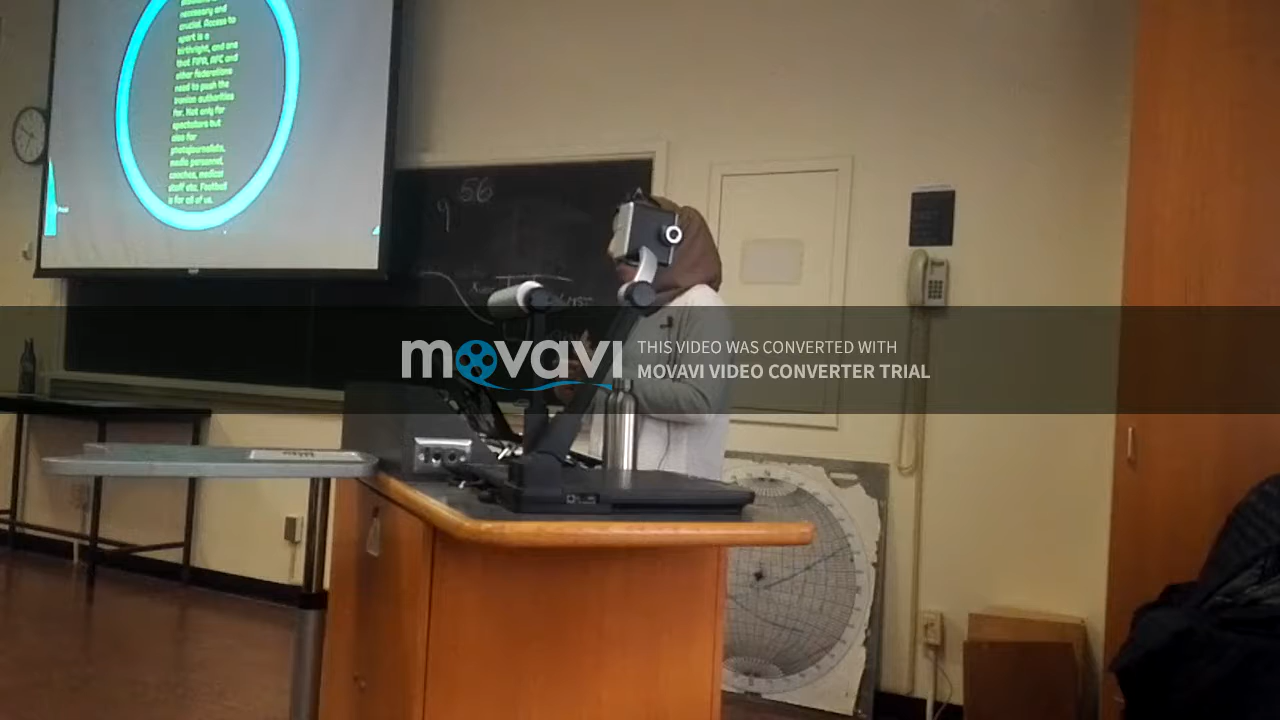 necessary and
crucial. Access to
sport is a
birthright, and one
that FIFA, AFC and
other federations
need to push the
Iranian authorities
for. Not only for
spectators but
also for
photojournalists,
media personnel,
coaches, medical
staff etc. Football
is for all of us.
56
9
movavi
THIS VIDEO WAS CONVERTED WITH
MOVAVI VIDEO CONVERTER TRIAL